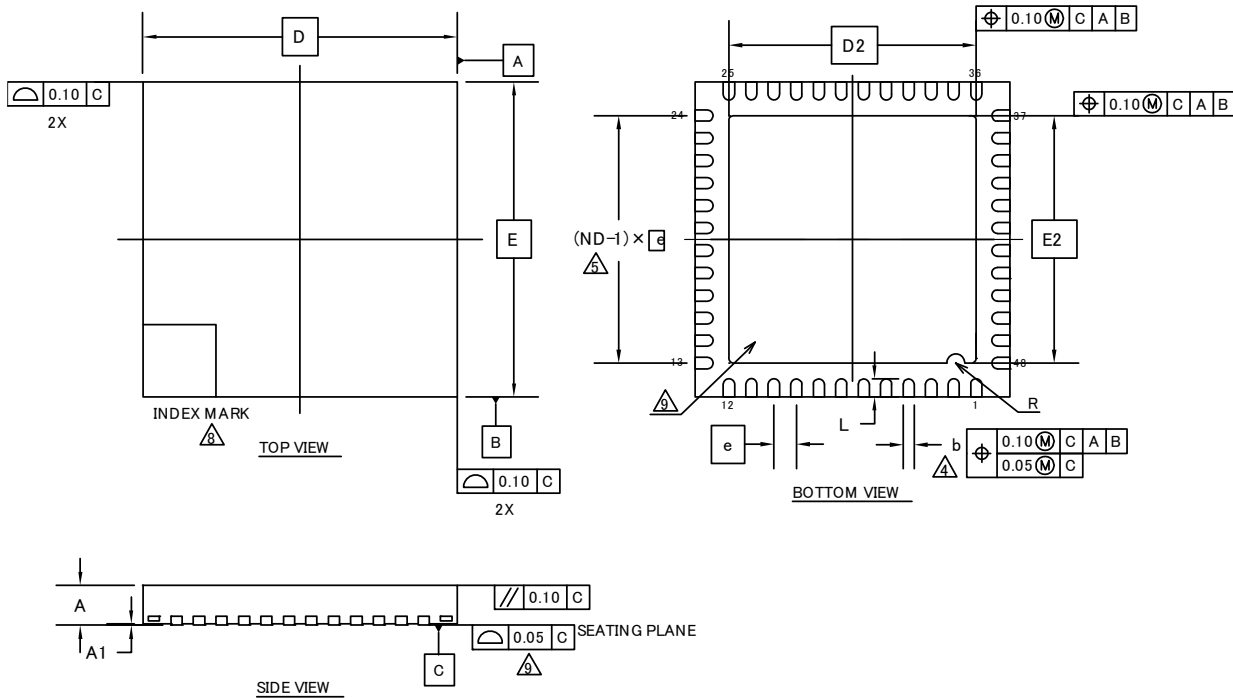 D
A
⌓ 0.10 C
2X
E
INDEX MARK
8
TOP VIEW
B
⌓ 0.10 C
2X
⌖ 0.10 Ⓜ C A B
D2
25
36
⌖ 0.10 Ⓜ C A B
24
37
(ND-1)× e
5
E2
13
48
9
12
1
L
R
e
b
4
⌖ 0.10 Ⓜ C A B
0.05 Ⓜ C
BOTTOM VIEW
A
A1
// 0.10 C
⌓ 0.05 C SEATING PLANE
9
C
SIDE VIEW